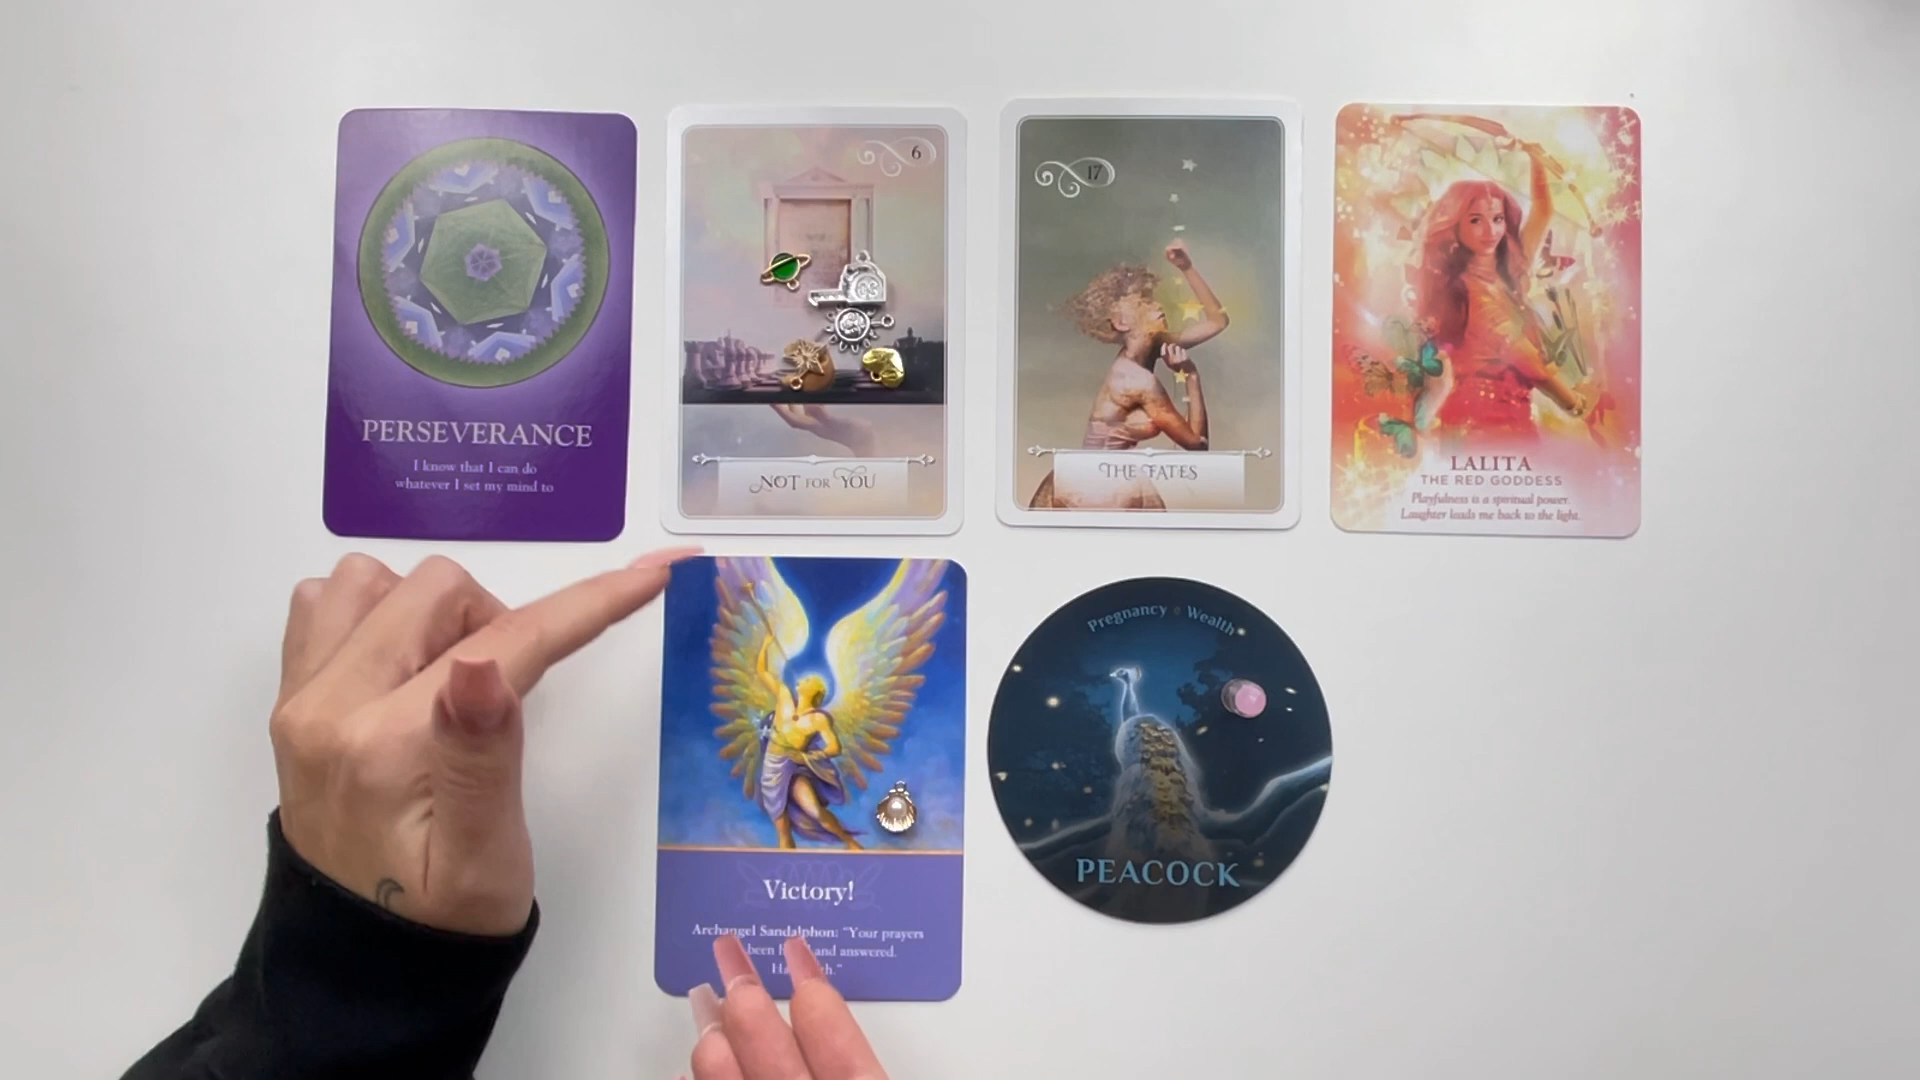 PERSEVERANCE
I know that I can do
whatever I set my mind to
6
NOT FOR YOU
17
THE FATES
LALITA
THE RED GODDESS
Playfulness is a spiritual power.
Laughter leads me back to the light.
Victory!
Archangel Sandalphon: “Your prayers
been and answered.
Pregnancy Wealth
PEACOCK